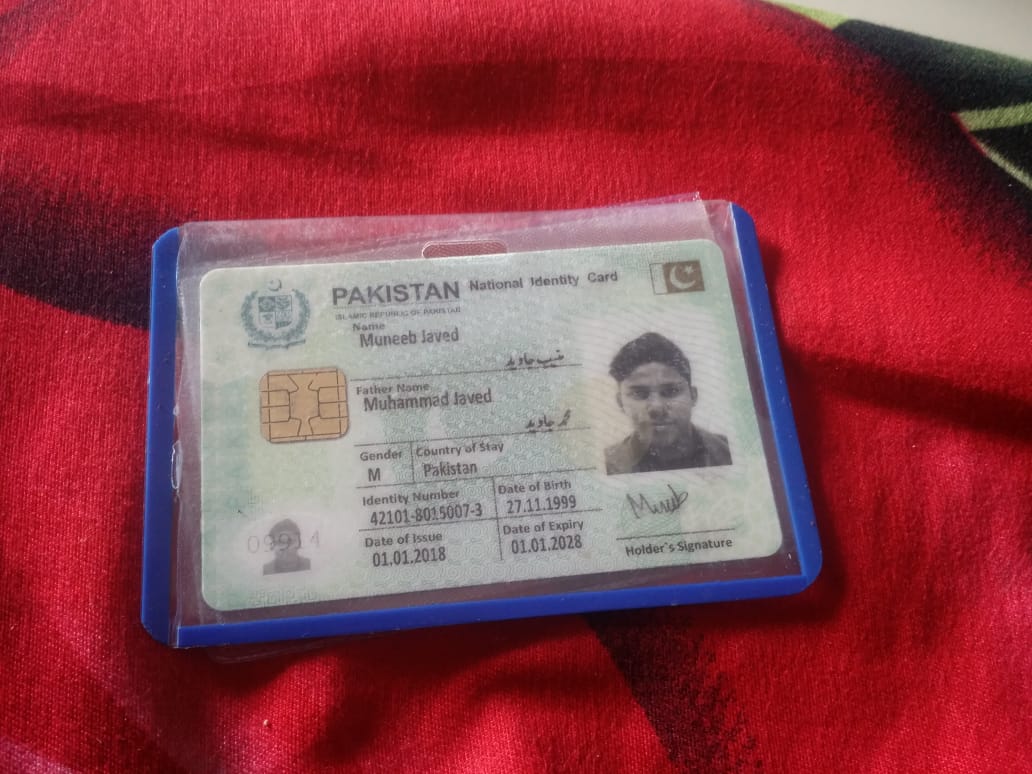 PAKISTAN National Identity Card
ISLAMIC REPUBLIC OF PAKISTAN
Name
Muneeb Javed
منیب جاوید
Father Name
Muhammad Javed
محمد جاوید
Gender Country of Stay
M Pakistan
Identity Number Date of Birth
42101-8015007-3 27.11.1999
Date of Issue Date of Expiry
01.01.2018 01.01.2028
Muneeb
Holder's Signature